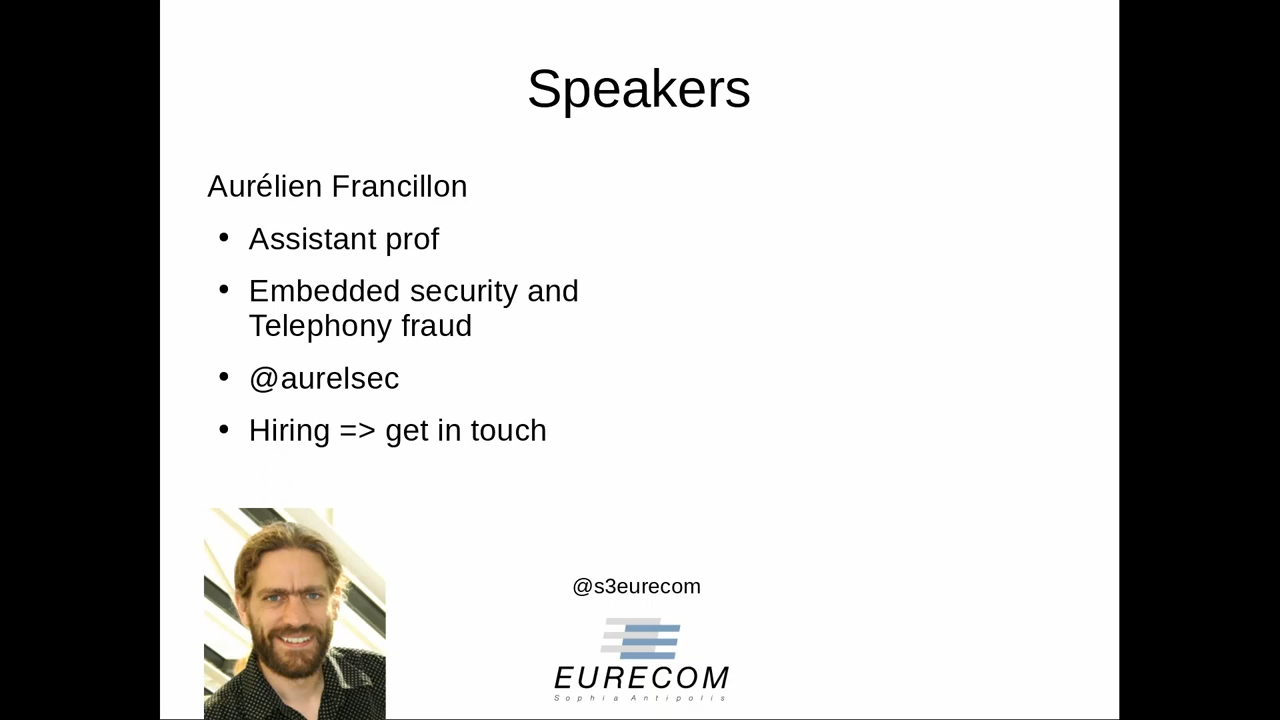 Speakers
Aurélien Francillon
• Assistant prof
• Embedded security and
Telephony fraud
• @aurelsec
• Hiring => get in touch
@s3eurecom
EURECOM
Sophia Antipolis